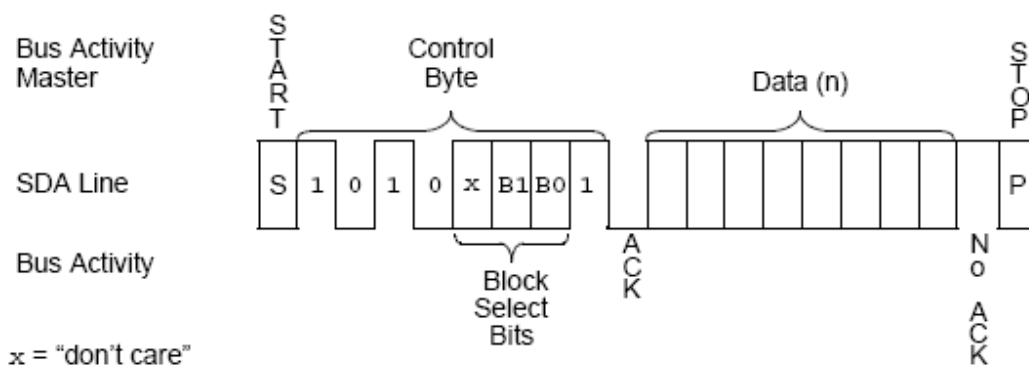 Bus Activity
Master
START
Control
Byte
Data (n)
STOP
SDA Line
S 1 0 1 0 x B1 B0 1 P
Bus Activity
ACK
No ACK
Block
Select
Bits
x = “don’t care”